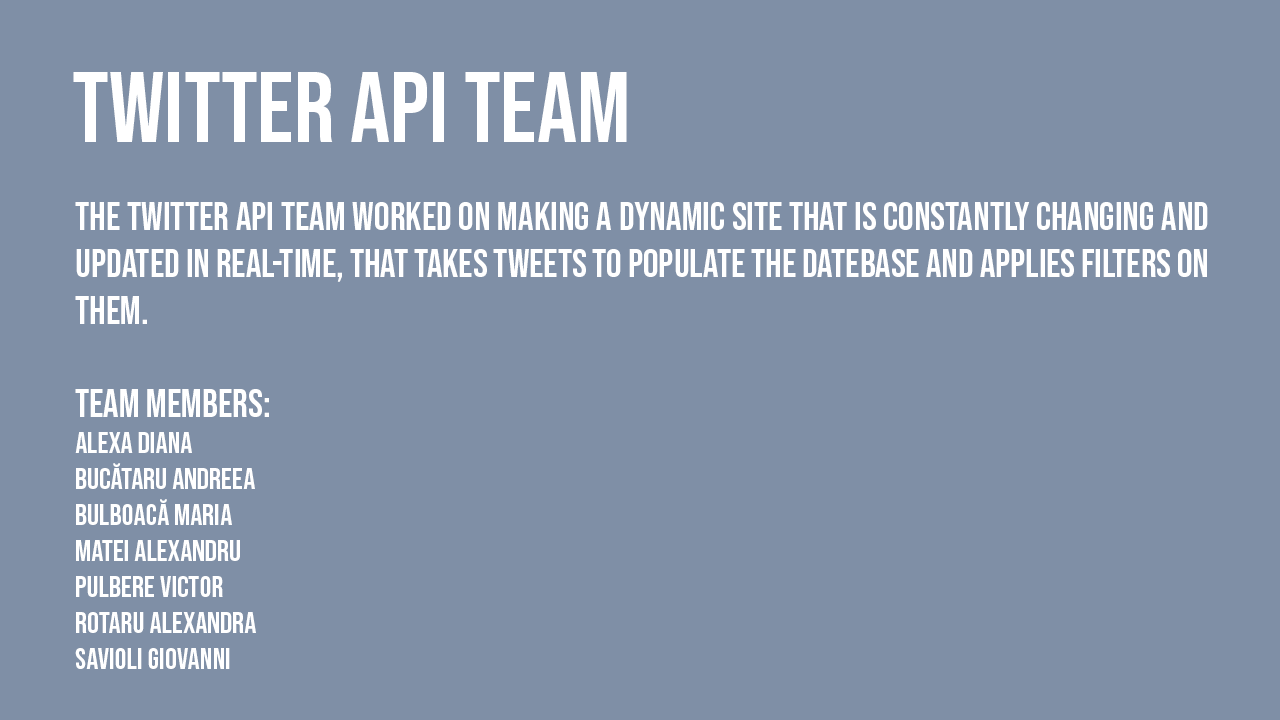 TWITTER API TEAM
THE TWITTER API TEAM WORKED ON MAKING A DYNAMIC SITE THAT IS CONSTANTLY CHANGING AND
UPDATED IN REAL-TIME, THAT TAKES TWEETS TO POPULATE THE DATEBASE AND APPLIES FILTERS ON
THEM.
TEAM MEMBERS:
ALEXA DIANA
BUCĂTARU ANDREEA
BULBOACĂ MARIA
MATEI ALEXANDRU
PULBERE VICTOR
ROTARU ALEXANDRA
SAVIOLI GIOVANNI